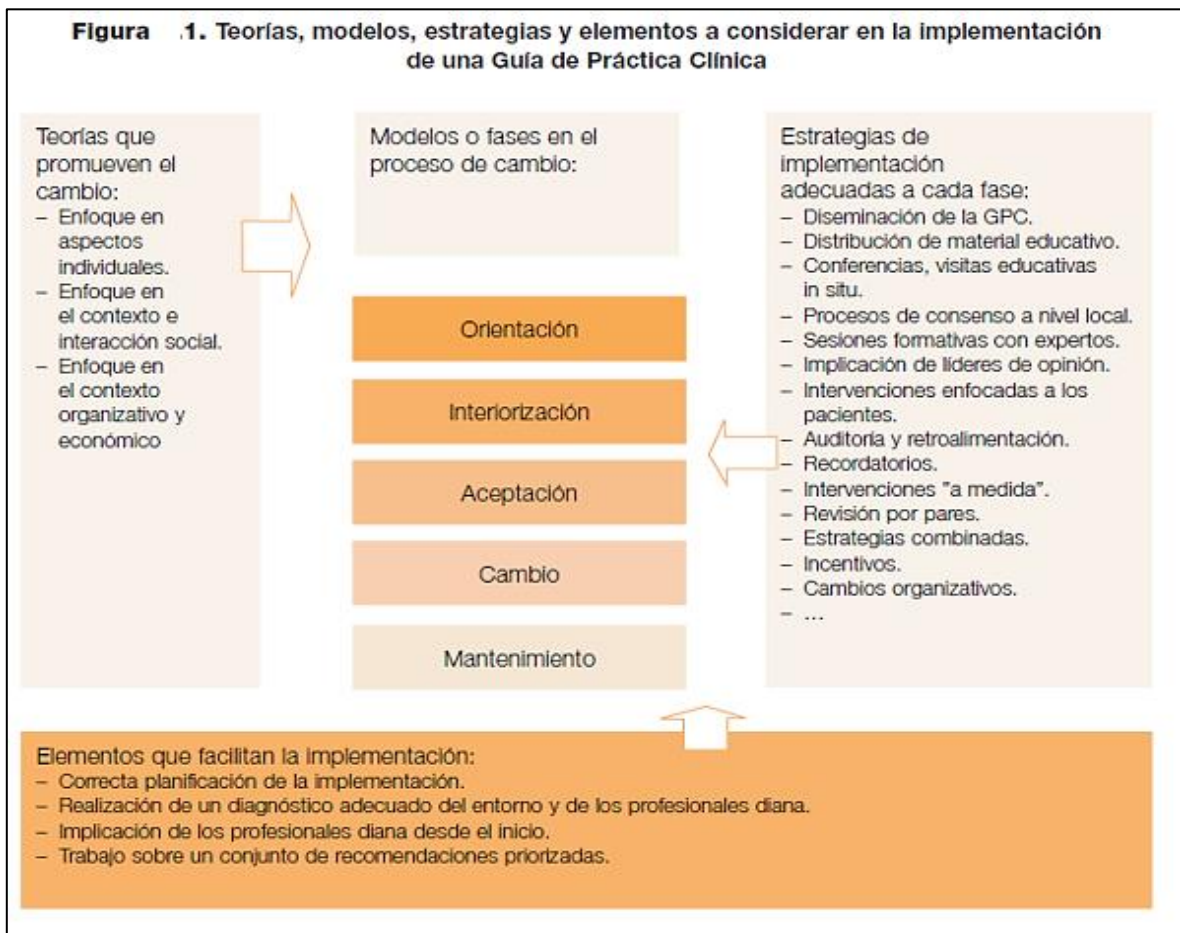 Figura .1. Teorías, modelos, estrategias y elementos a considerar en la implementación
de una Guía de Práctica Clínica
Teorías que
promueven el
cambio:
– Enfoque en
aspectos
individuales.
– Enfoque en
el contexto e
interacción social.
– Enfoque en
el contexto
organizativo y
económico
Modelos o fases en el
proceso de cambio:
Orientación
Interiorización
Aceptación
Cambio
Mantenimiento
Estrategias de
implementación
adecuadas a cada fase:
– Diseminación de la GPC.
– Distribución de material educativo.
– Conferencias, visitas educativas
in situ.
– Procesos de consenso a nivel local.
– Sesiones formativas con expertos.
– Implicación de líderes de opinión.
– Intervenciones enfocadas a los
pacientes.
– Auditoría y retroalimentación.
– Recordatorios.
– Intervenciones "a medida".
– Revisión por pares.
– Estrategias combinadas.
– Incentivos.
– Cambios organizativos.
– ...
Elementos que facilitan la implementación:
– Correcta planificación de la implementación.
– Realización de un diagnóstico adecuado del entorno y de los profesionales diana.
– Implicación de los profesionales diana desde el inicio.
– Trabajo sobre un conjunto de recomendaciones priorizadas.